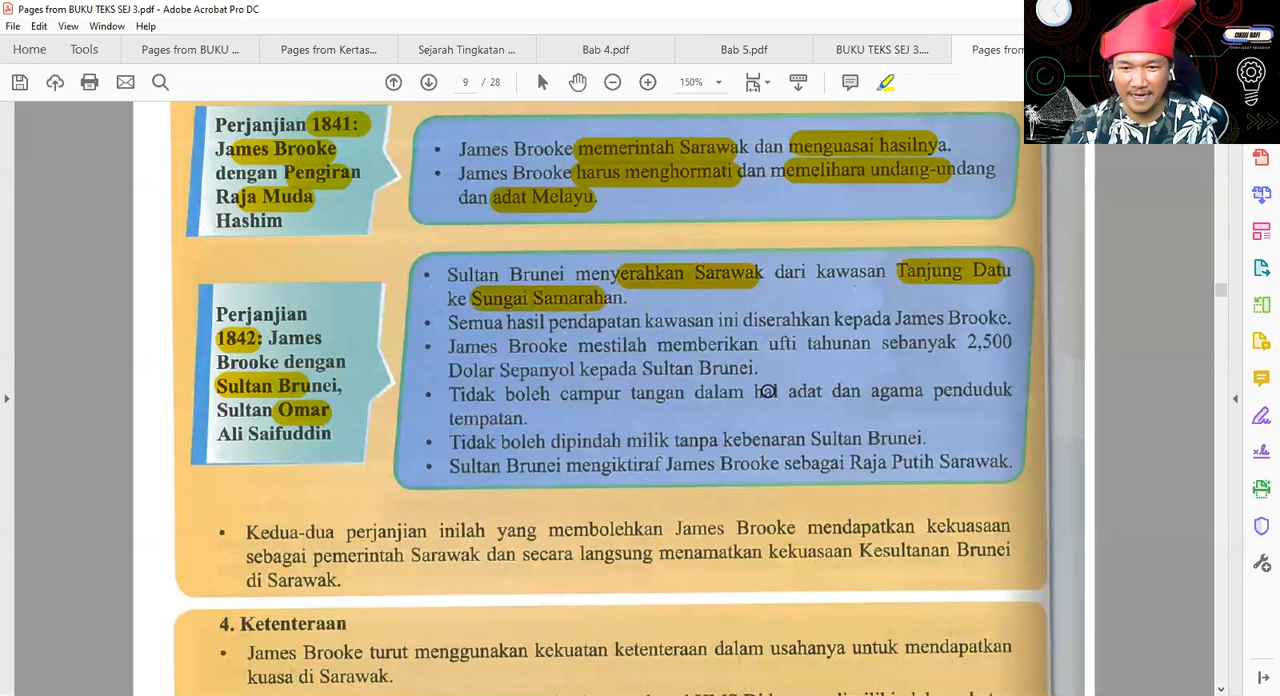 Pages from BUKU TEKS SEJ 3.pdf - Adobe Acrobat Pro DC
File Edit View Window Help
Home Tools Pages from BUKU ... Pages from Kertas... Sejarah Tingkatan ... Bab 4.pdf Bab 5.pdf BUKU TEKS SEJ 3.... Pages from
9 / 28 150%
CIKGU RAFI
Perjanjian 1841:
James Brooke
dengan Pengiran
Raja Muda
Hashim
• James Brooke memerintah Sarawak dan menguasai hasilnya.
• James Brooke harus menghormati dan memelihara undang-undang
dan adat Melayu.
Perjanjian
1842: James
Brooke dengan
Sultan Brunei,
Sultan Omar
Ali Saifuddin
• Sultan Brunei menyerahkan Sarawak dari kawasan Tanjung Datu
ke Sungai Samarahan.
• Semua hasil pendapatan kawasan ini diserahkan kepada James Brooke.
• James Brooke mestilah memberikan ufti tahunan sebanyak 2,500
Dolar Sepanyol kepada Sultan Brunei.
• Tidak boleh campur tangan dalam hal adat dan agama penduduk
tempatan.
• Tidak boleh dipindah milik tanpa kebenaran Sultan Brunei.
• Sultan Brunei mengiktiraf James Brooke sebagai Raja Putih Sarawak.
• Kedua-dua perjanjian inilah yang membolehkan James Brooke mendapatkan kekuasaan
sebagai pemerintah Sarawak dan secara langsung menamatkan kekuasaan Kesultanan Brunei
di Sarawak.
4. Ketenteraan
• James Brooke turut menggunakan kekuatan ketenteraan dalam usahanya untuk mendapatkan
kuasa di Sarawak.